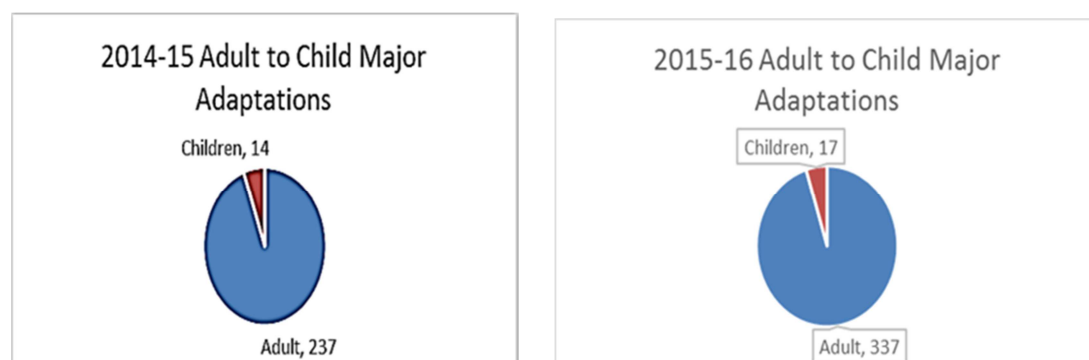 2014-15 Adult to Child Major
Adaptations
Children, 14
Adult, 237
2015-16 Adult to Child Major
Adaptations
Children, 17
Adult, 337